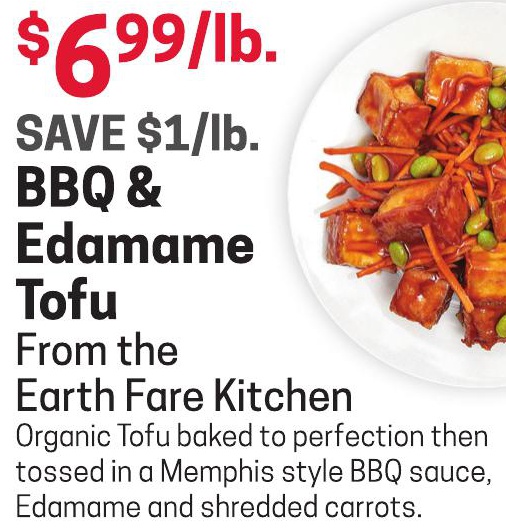 $6.99/lb.
SAVE $1/lb.
BBQ &
Edamame
Tofu
From the
Earth Fare Kitchen
Organic Tofu baked to perfection then
tossed in a Memphis style BBQ sauce,
Edamame and shredded carrots.